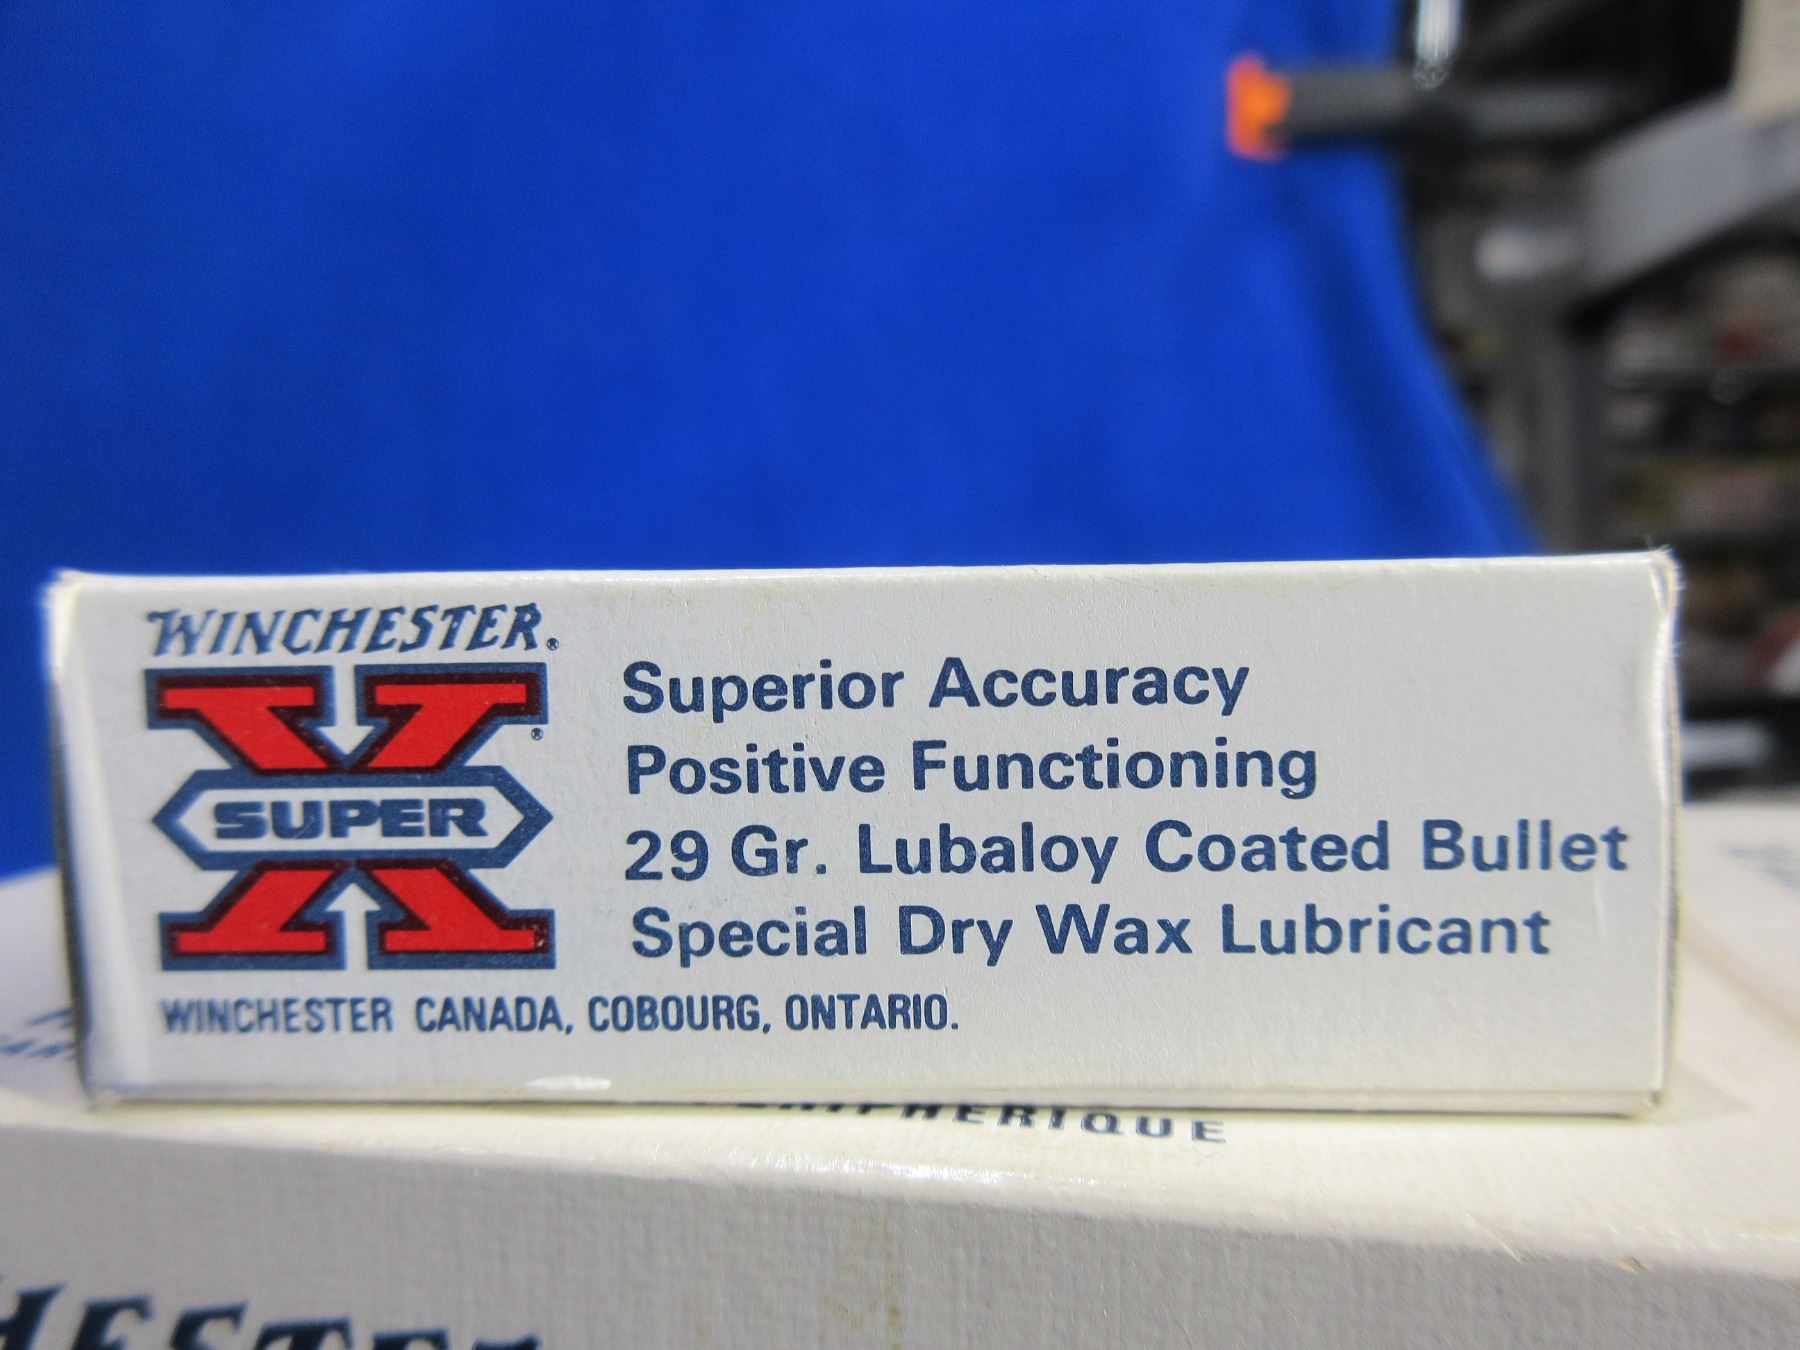 WINCHESTER
SUPER
Superior Accuracy
Positive Functioning
29 Gr. Lubaloy Coated Bullet
Special Dry Wax Lubricant
WINCHESTER CANADA, COBOURG, ONTARIO.